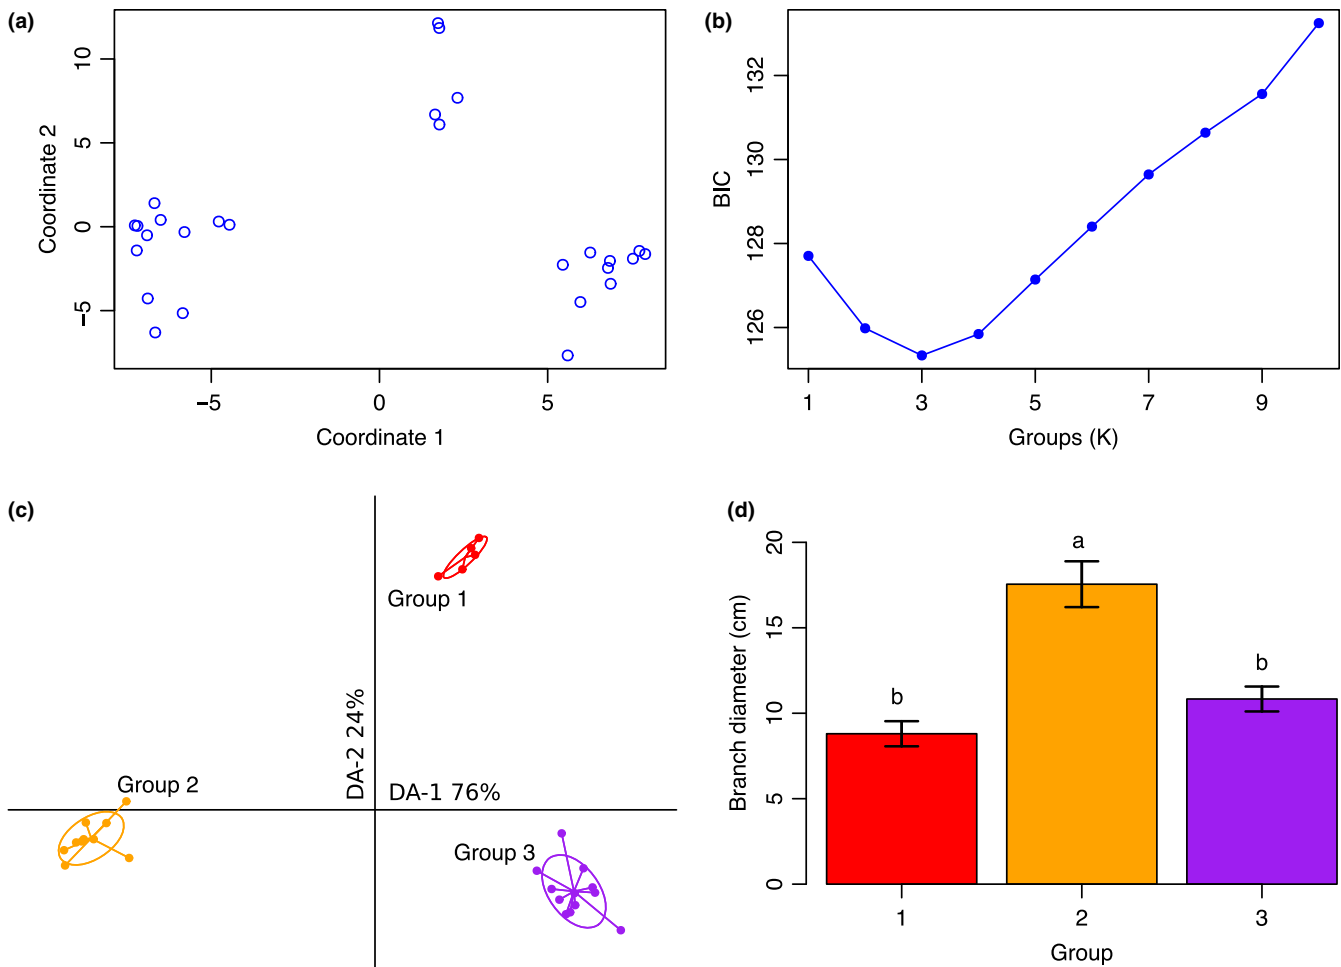 (a)
10
5
0
−5
Coordinate 2
−5
0
5
Coordinate 1
(b)
132
130
128
126
BIC
1
3
5
7
9
Groups (K)
(c)
Group 1
DA-2 24%
Group 2
DA-1 76%
Group 3
(d)
20
15
10
5
0
Branch diameter (cm)
b
a
b
1
2
3
Group